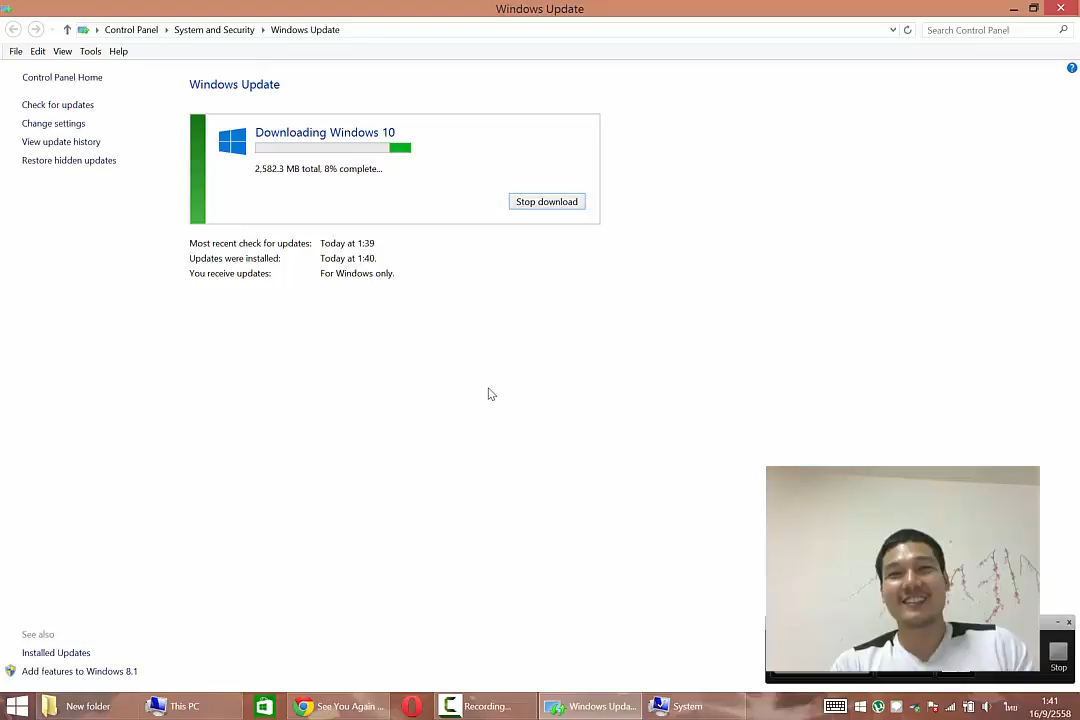 Windows Update
Control Panel System and Security Windows Update
Search Control Panel
File Edit View Tools Help
Control Panel Home
Check for updates
Change settings
View update history
Restore hidden updates
Windows Update
Downloading Windows 10
2,582.3 MB total, 8% complete...
Stop download
Most recent check for updates: Today at 1:39
Updates were installed: Today at 1:40.
You receive updates: For Windows only.
See also
Installed Updates
Add features to Windows 8.1
Stop
New folder This PC See You Again ... Recording... Windows Upda... System ไทย 1:41
16/9/2558